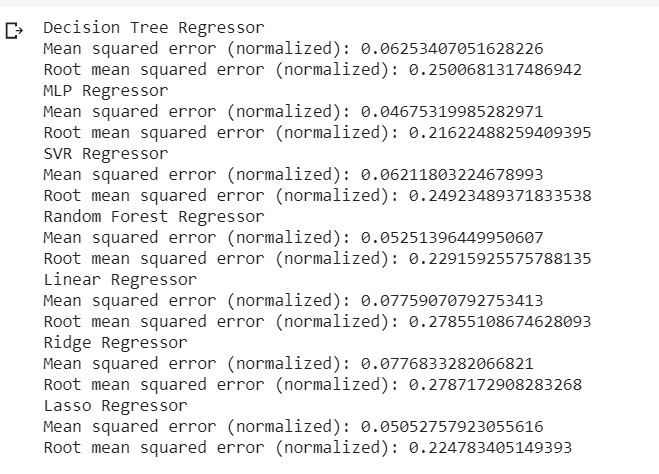 Decision Tree Regressor
Mean squared error (normalized): 0.06253407051628226
Root mean squared error (normalized): 0.2500681317486942
MLP Regressor
Mean squared error (normalized): 0.04675319985282971
Root mean squared error (normalized): 0.21622488259409395
SVR Regressor
Mean squared error (normalized): 0.06211803224678993
Root mean squared error (normalized): 0.24923489371833538
Random Forest Regressor
Mean squared error (normalized): 0.05251396449950607
Root mean squared error (normalized): 0.22915925575788135
Linear Regressor
Mean squared error (normalized): 0.07759070792753413
Root mean squared error (normalized): 0.27855108674628093
Ridge Regressor
Mean squared error (normalized): 0.0776833282066821
Root mean squared error (normalized): 0.2787172908283268
Lasso Regressor
Mean squared error (normalized): 0.05052757923055616
Root mean squared error (normalized): 0.224783405149393